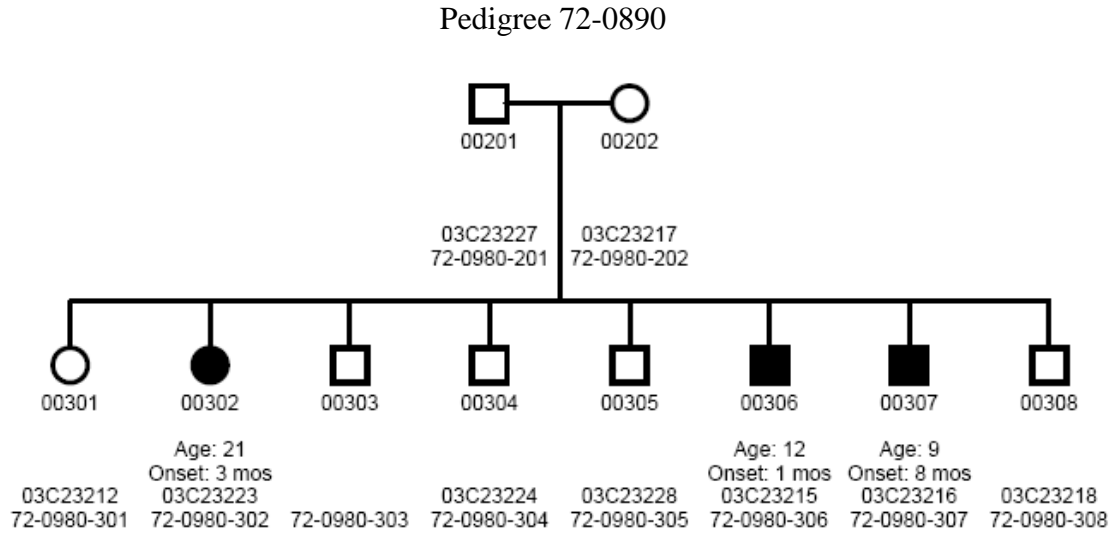 Pedigree 72-0890
00201 00202
03C23227 03C23217
72-0980-201 72-0980-202
00301 00302 00303 00304 00305 00306 00307 00308
Age: 21 Age: 12 Age: 9
Onset: 3 mos Onset: 1 mos Onset: 8 mos
03C23212 03C23223 03C23224 03C23228 03C23215 03C23216 03C23218
72-0980-301 72-0980-302 72-0980-303 72-0980-304 72-0980-305 72-0980-306 72-0980-307 72-0980-308